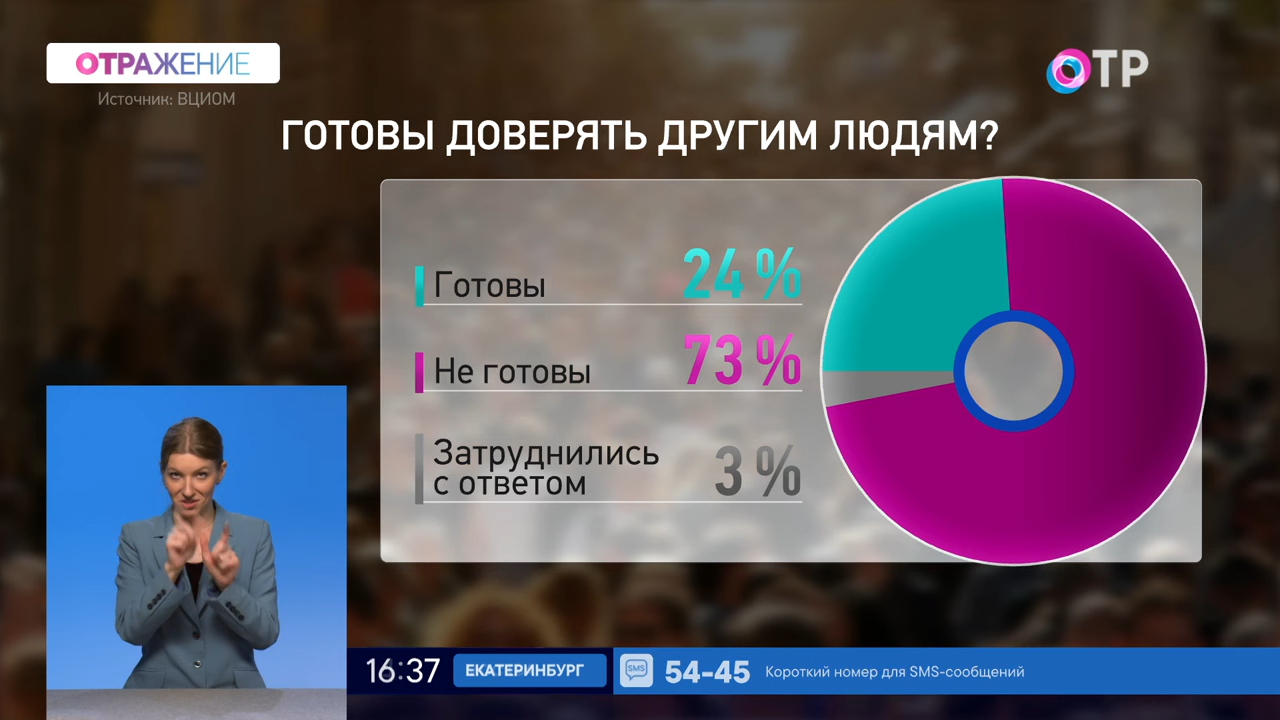 ОТРАЖЕНИЕ
Источник: ВЦИОМ
ОТР
ГОТОВЫ ДОВЕРЯТЬ ДРУГИМ ЛЮДЯМ?
Готовы 24 %
Не готовы 73 %
Затруднились
с ответом 3 %
16:37 ЕКАТЕРИНБУРГ SMS 54-45 Короткий номер для SMS-сообщений